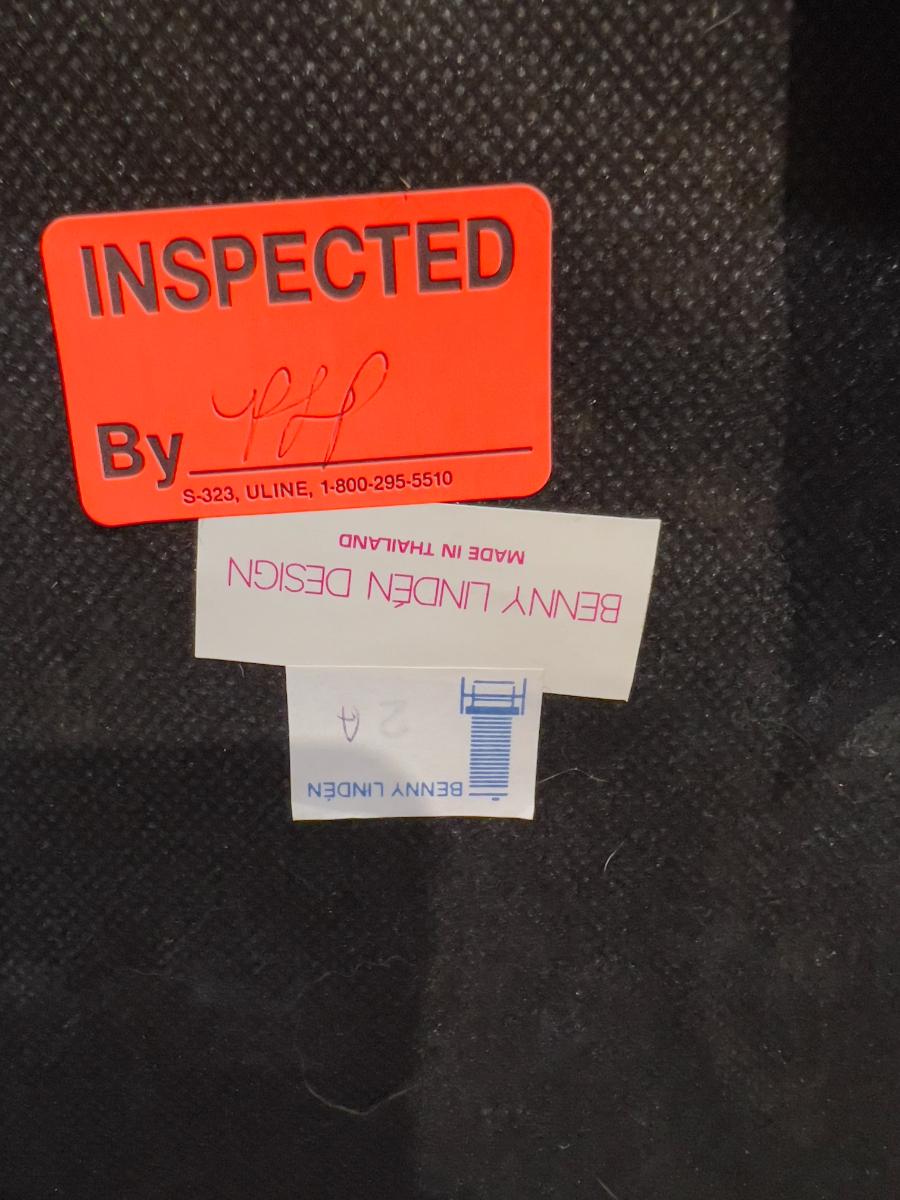 INSPECTED
By
S-323, ULINE, 1-800-295-5510
BENNY LINDÉN DESIGN
MADE IN THAILAND
BENNY LINDÉN
2 A